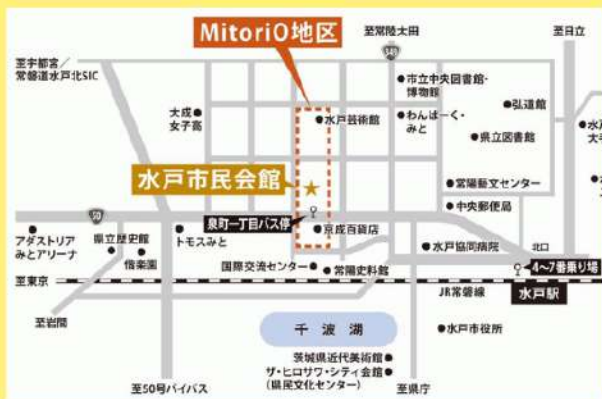 MitoriO地区
至常陸太田
349
至日立
至宇都宮／
常磐道水戸北SIC
市立中央図書館・
博物館
弘道館
大成
女子高
水戸芸術館
わんぱーく・
みと
県立図書館
水戸市民会館
常陽藝文センター
中央郵便局
50
泉町一丁目バス停
アダストリア
みとアリーナ
県立歴史館
偕楽園
トモスみと
京成百貨店
水戸協同病院
北口
国際交流センター
常陽史料館
4〜7番乗り場
至東京
JR常磐線
水戸駅
至岩間
千波湖
水戸市役所
茨城県近代美術館
ザ・ヒロサワ・シティ会館
(県民文化センター)
至50号バイパス
至県庁